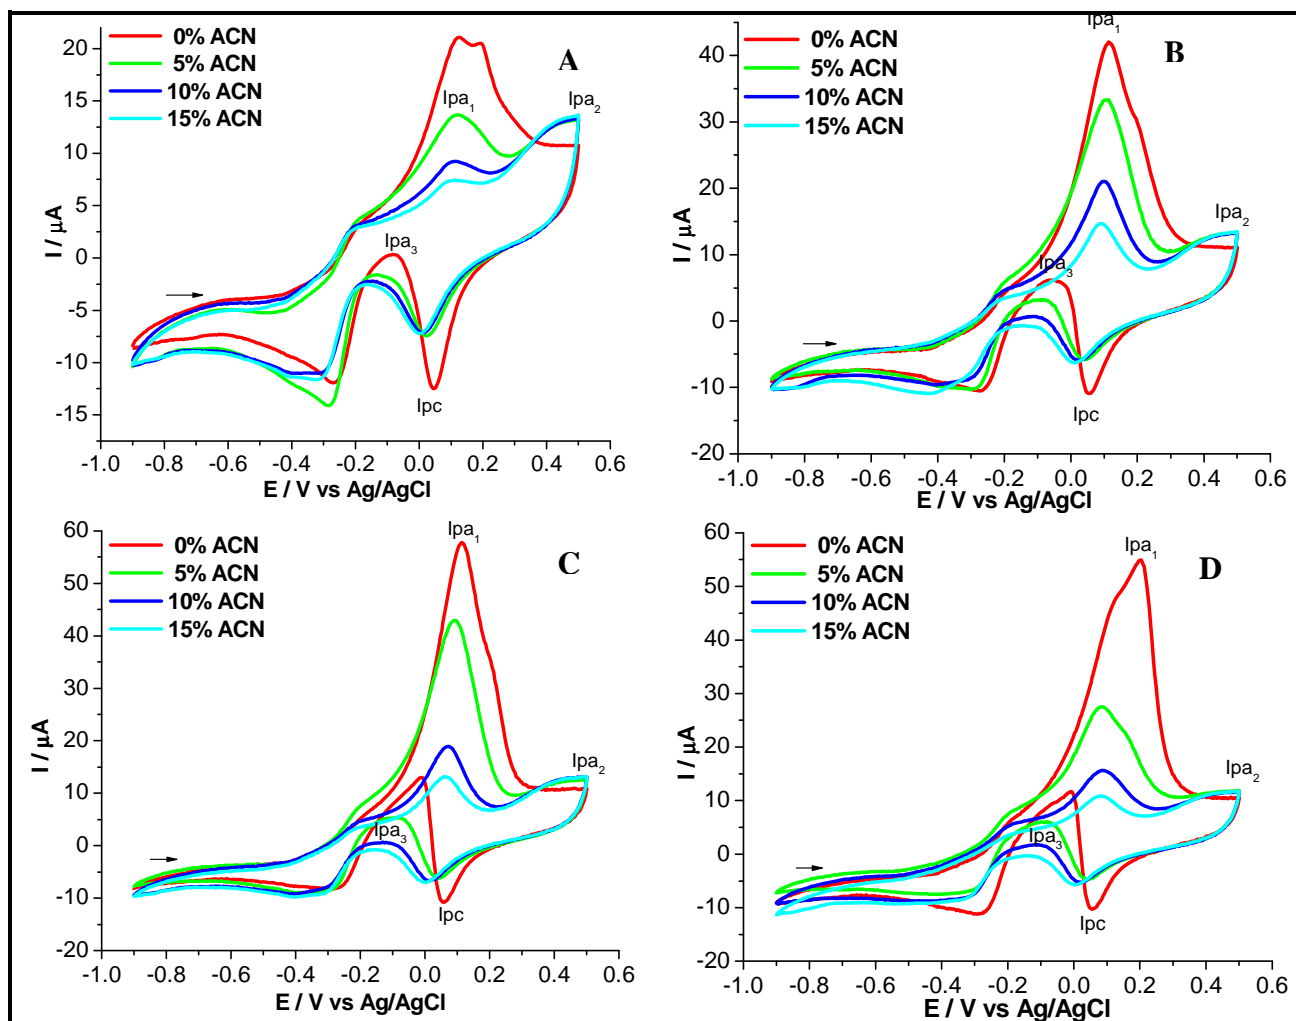 0% ACN
5% ACN
10% ACN
15% ACN
A
Ipa1
Ipa2
Ipa3
Ipc
I / µA
20
15
10
5
0
-5
-10
-15
-1.0 -0.8 -0.6 -0.4 -0.2 0.0 0.2 0.4 0.6
E / V vs Ag/AgCl
0% ACN
5% ACN
10% ACN
15% ACN
B
Ipa1
Ipa2
Ipa3
Ipc
I / µA
40
30
20
10
0
-10
-20
-1.0 -0.8 -0.6 -0.4 -0.2 0.0 0.2 0.4 0.6
E / V vs Ag/AgCl
0% ACN
5% ACN
10% ACN
15% ACN
C
Ipa1
Ipa2
Ipa3
Ipc
I / µA
60
50
40
30
20
10
0
-10
-20
-1.0 -0.8 -0.6 -0.4 -0.2 0.0 0.2 0.4 0.6
E / V vs Ag/AgCl
0% ACN
5% ACN
10% ACN
15% ACN
D
Ipa1
Ipa2
Ipa3
Ipc
I / µA
60
50
40
30
20
10
0
-10
-20
-1.0 -0.8 -0.6 -0.4 -0.2 0.0 0.2 0.4 0.6
E / V vs Ag/AgCl